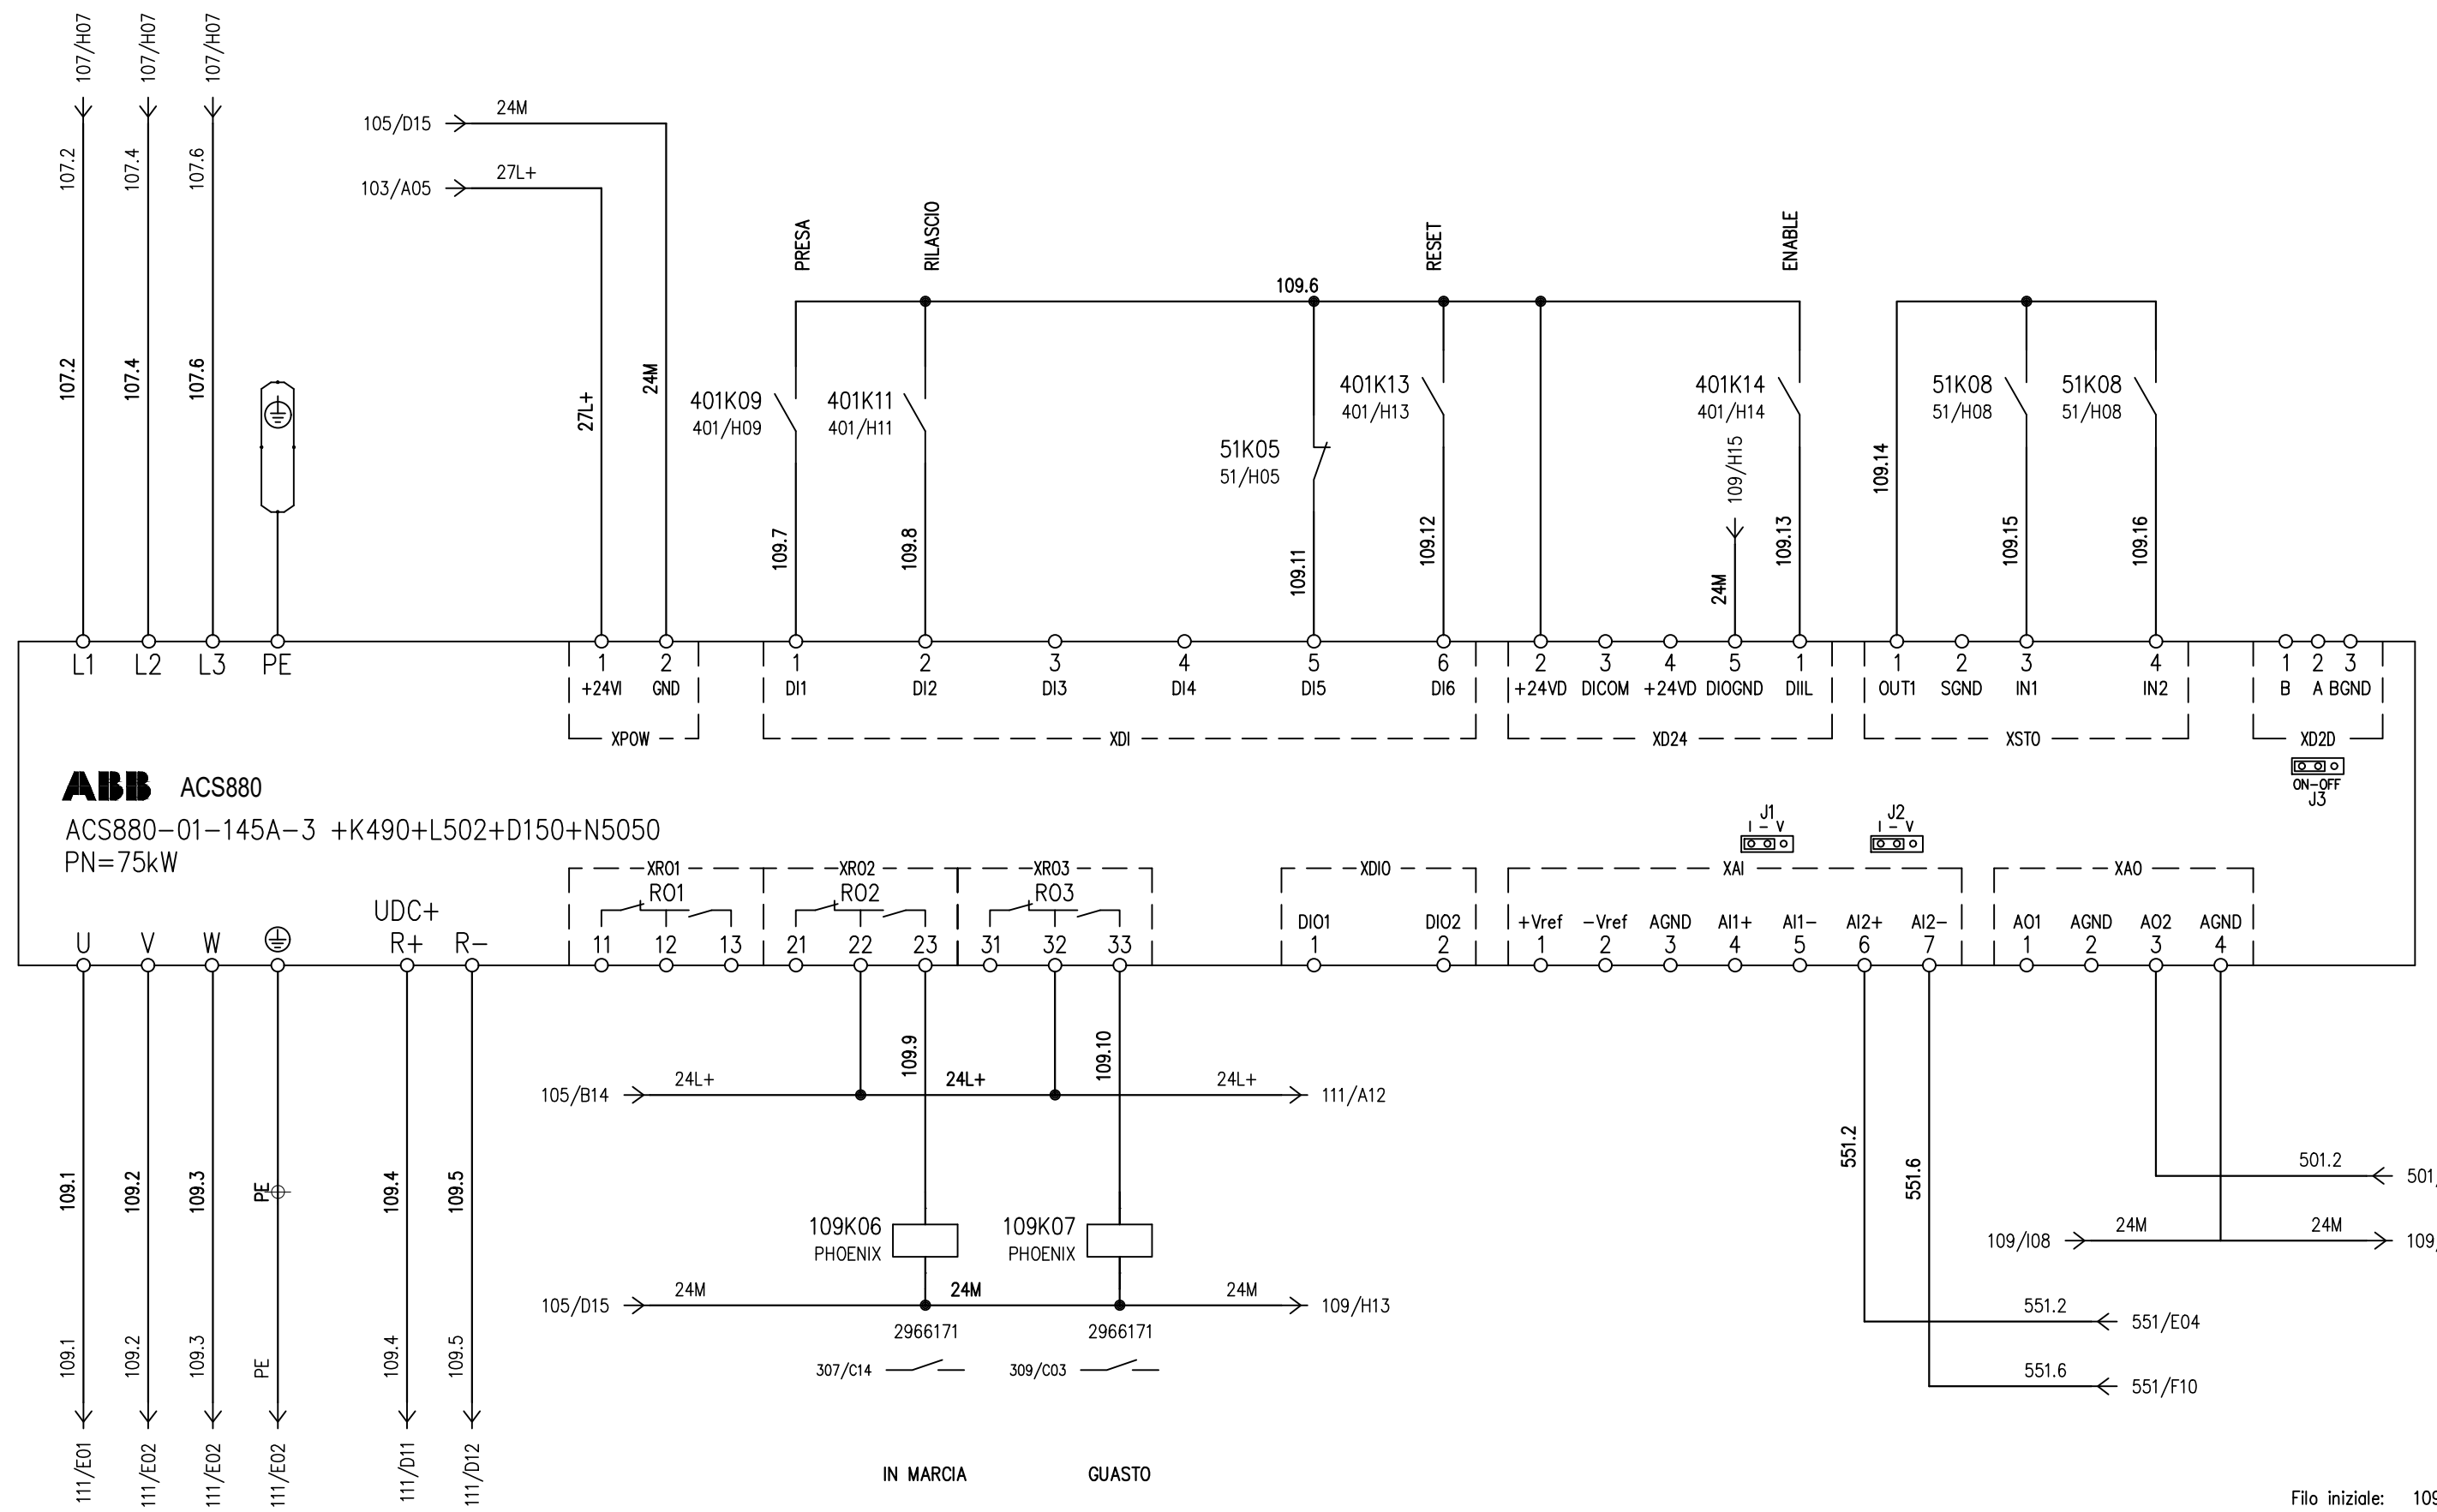 107/H07 107/H07 107/H07
105/D15 24M
103/A05 27L+
107.2 107.4 107.6
PRESA RILASCIO RESET ENABLE
109.6
107.2 107.4 107.6 27L+ 24M
401K09 401K11 401K13 401K14 51K08 51K08
401/H09 401/H11 401/H13 401/H14 51/H08 51/H08
51K05
51/H05
109/H15
109.14
109.7 109.8 109.11 109.12 24M 109.13 109.15 109.16
L1 L2 L3 PE 1 2 1 2 3 4 5 6 2 3 4 5 1 1 2 3 4 1 2 3
+24VI GND DI1 DI2 DI3 DI4 DI5 DI6 +24VD DICOM +24VD DIOGND DIIL OUT1 SGND IN1 IN2 B A BGND
XPOW XDI XD24 XSTO XD2D
ABB ACS880
ON-OFF
J3
ACS880-01-145A-3 +K490+L502+D150+N5050
PN=75kW
J1 J2
I - V I - V
XRO1 XRO2 XRO3 XDIO XAI XAO
RO1 RO2 RO3
UDC+
DIO1 DIO2 +Vref -Vref AGND AI1+ AI1- AI2+ AI2- AO1 AGND AO2 AGND
U V W R+ R- 11 12 13 21 22 23 31 32 33 1 2 1 2 3 4 5 6 7 1 2 3 4
109.9 109.10
105/B14 24L+ 24L+ 24L+ 111/A12
551.2 551.6
109.1 109.2 109.3 PE 109.4 109.5
501.2 501
109K06 109K07
PHOENIX PHOENIX
109/I08 24M 24M 109
105/D15 24M 24M 24M 109/H13
2966171 2966171
551.2 551/E04
307/C14 309/C03
551.6 551/F10
109.1 109.2 109.3 PE 109.4 109.5
111/E01 111/E02 111/E02 111/E02 111/D11 111/D12
IN MARCIA GUASTO
Filo iniziale: 109